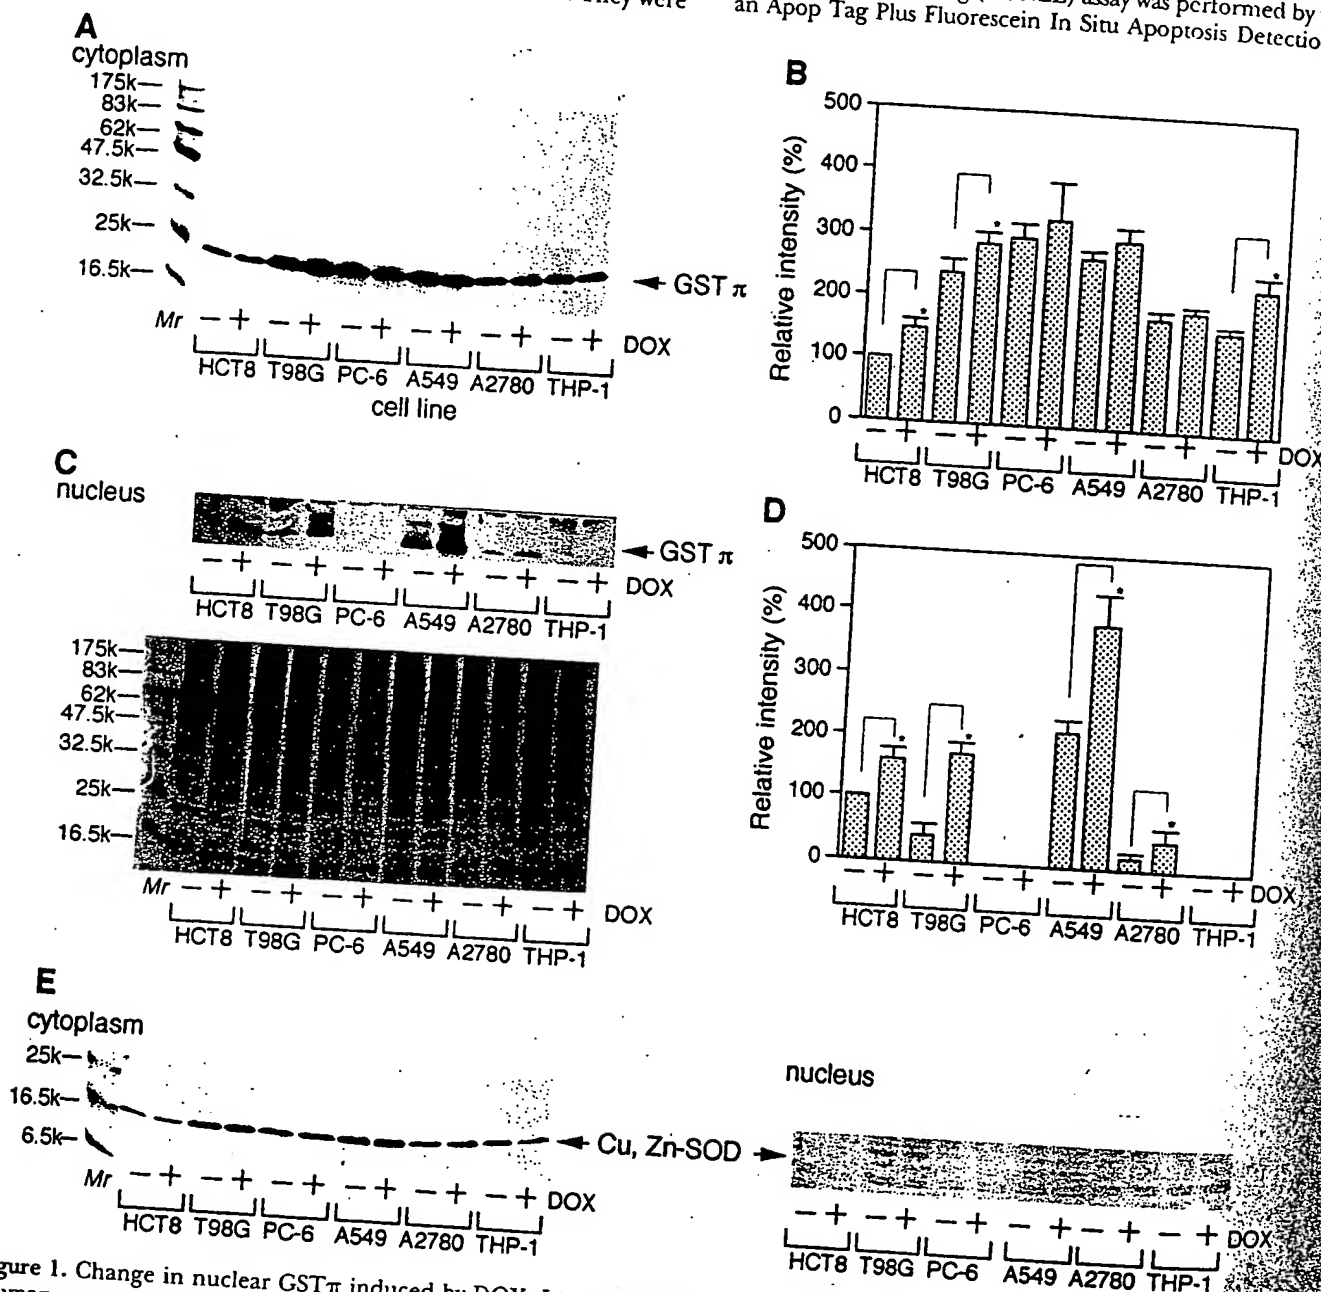 They were
assay was performed by
an Apop Tag Plus Fluorescein In Situ Apoptosis Detectio
A
cytoplasm
175k
83k
62k
47.5k
32.5k
25k
16.5k
GST π
Mr − + − + − + − + − + − + DOX
HCT8 T98G PC-6 A549 A2780 THP-1
cell line
B
Relative intensity (%)
500
400
300
200
100
0
* * *
− + − + − + − + − + − + DOX
HCT8 T98G PC-6 A549 A2780 THP-1
C
nucleus
GST π
− + − + − + − + − + − + DOX
HCT8 T98G PC-6 A549 A2780 THP-1
175k
83k
62k
47.5k
32.5k
25k
16.5k
Mr − + − + − + − + − + − + DOX
HCT8 T98G PC-6 A549 A2780 THP-1
D
Relative intensity (%)
500
400
300
200
100
0
* * * *
− + − + − + − + − + − + DOX
HCT8 T98G PC-6 A549 A2780 THP-1
E
cytoplasm
25k
16.5k
6.5k
Cu, Zn-SOD
Mr − + − + − + − + − + − + DOX
HCT8 T98G PC-6 A549 A2780 THP-1
nucleus
− + − + − + − + − + − + DOX
HCT8 T98G PC-6 A549 A2780 THP-1
gure 1. Change in nuclear GSTπ induced by DOX.